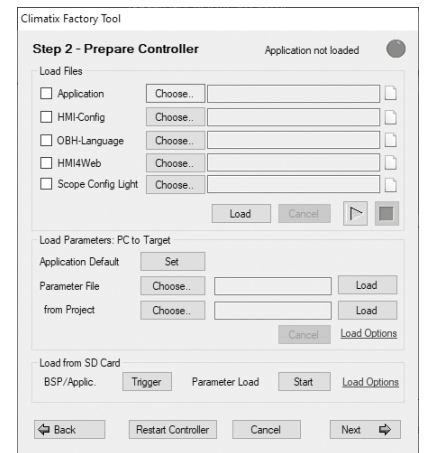 Climatix Factory Tool
Step 2 - Prepare Controller Application not loaded
Load Files
Application Choose..
HMI-Config Choose..
OBH-Language Choose..
HMI4Web Choose..
Scope Config Light Choose..
Load Cancel
Load Parameters: PC to Target
Application Default Set
Parameter File Choose.. Load
from Project Choose.. Load
Cancel Load Options
Load from SD Card
BSP/Applic. Trigger Parameter Load Start Load Options
Back Restart Controller Cancel Next